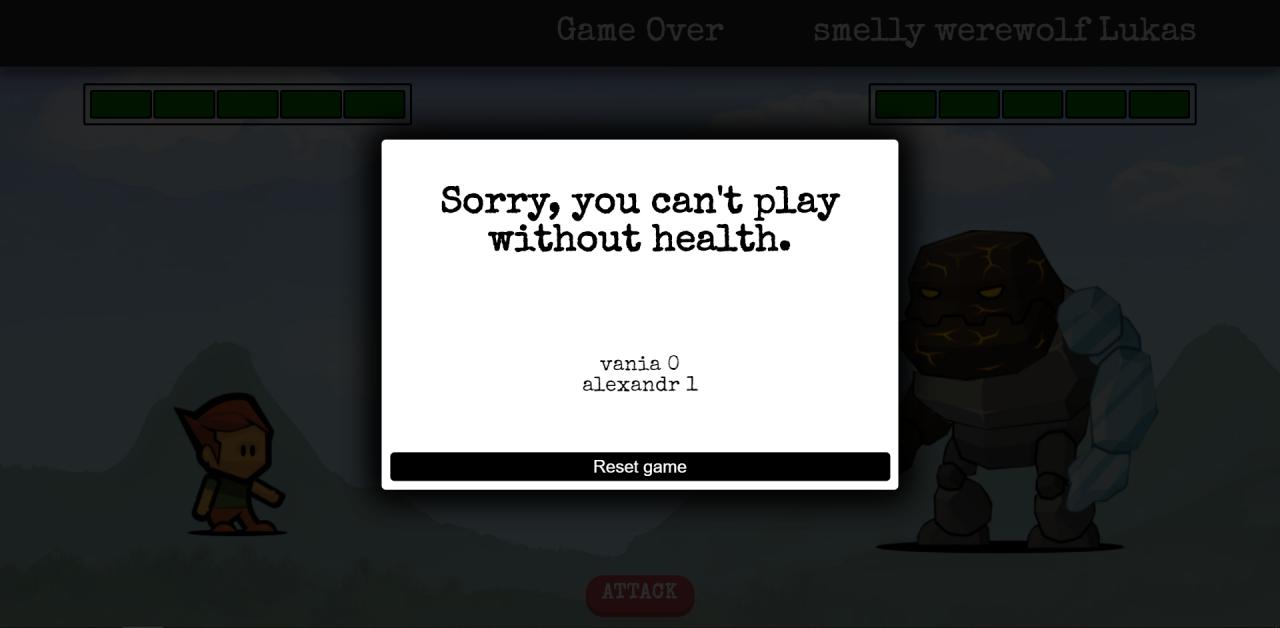 Game Over
smelly werewolf Lukas
Sorry, you can't play
without health.
vania 0
alexandr 1
Reset game
ATTACK